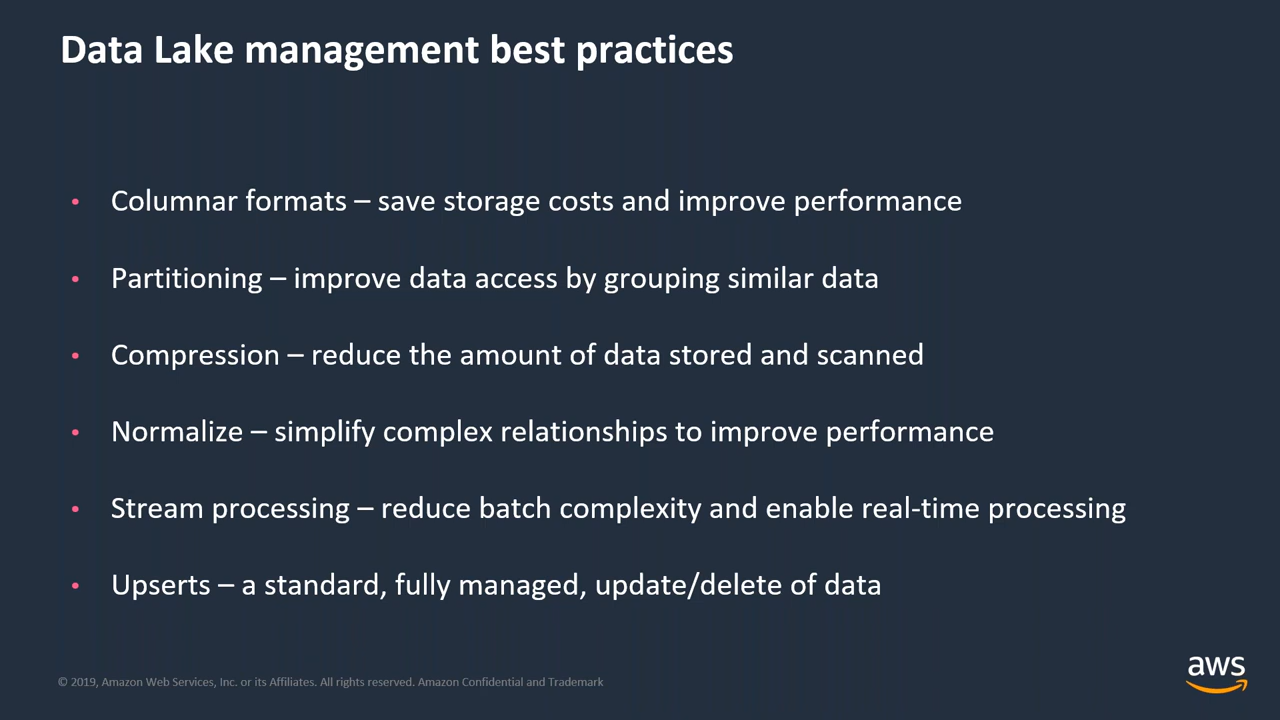 Data Lake management best practices
• Columnar formats – save storage costs and improve performance
• Partitioning – improve data access by grouping similar data
• Compression – reduce the amount of data stored and scanned
• Normalize – simplify complex relationships to improve performance
• Stream processing – reduce batch complexity and enable real-time processing
• Upserts – a standard, fully managed, update/delete of data
© 2019, Amazon Web Services, Inc. or its Affiliates. All rights reserved. Amazon Confidential and Trademark
aws